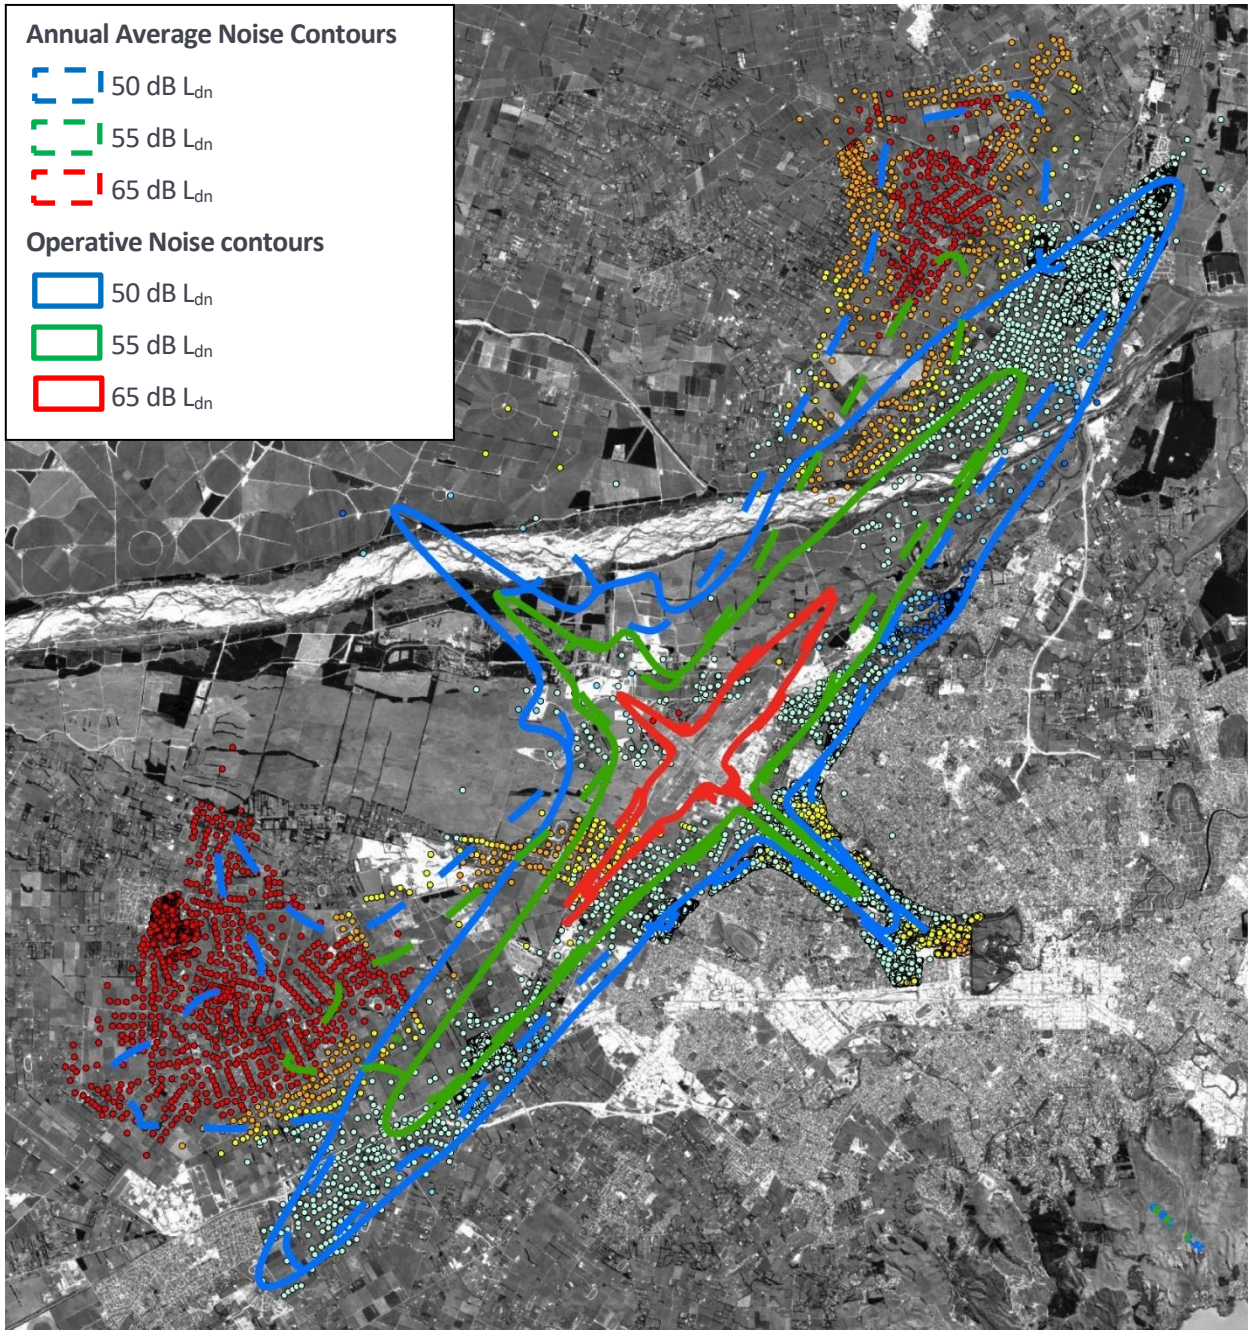 Annual Average Noise Contours
50 dB Ldn
55 dB Ldn
65 dB Ldn
Operative Noise contours
50 dB Ldn
55 dB Ldn
65 dB Ldn